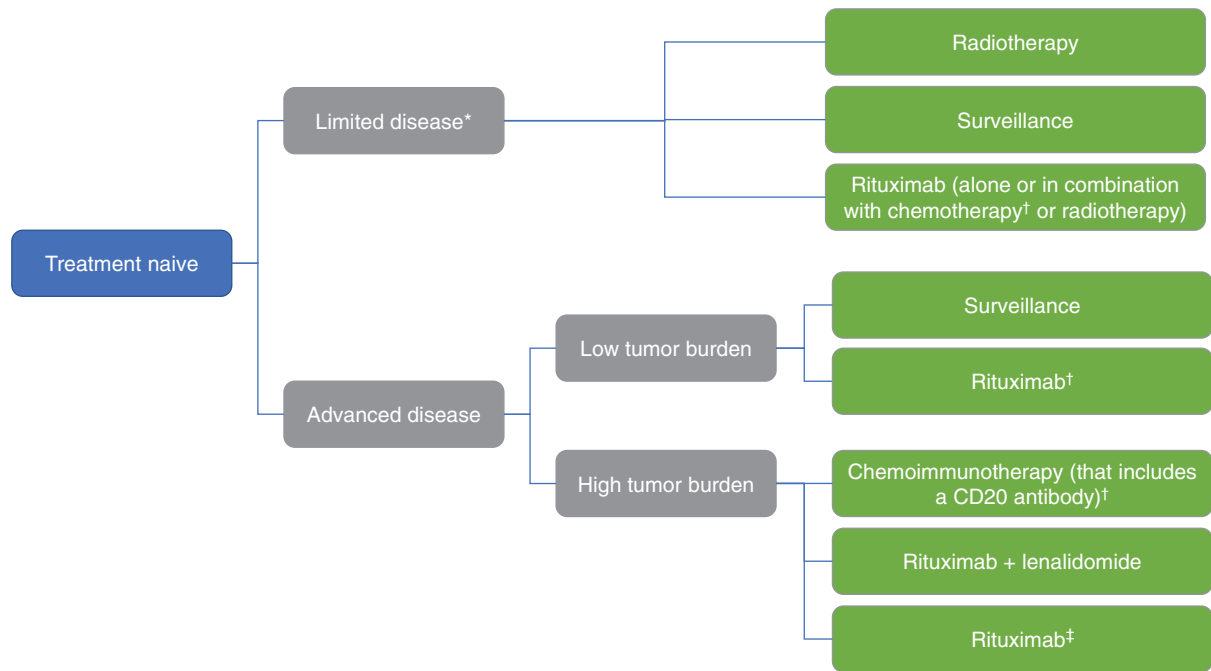 Radiotherapy
Limited disease*
Surveillance
Rituximab (alone or in combination
with chemotherapy† or radiotherapy)
Treatment naive
Surveillance
Low tumor burden
Rituximab†
Advanced disease
High tumor burden
Chemoimmunotherapy (that includes
a CD20 antibody)†
Rituximab + lenalidomide
Rituximab‡